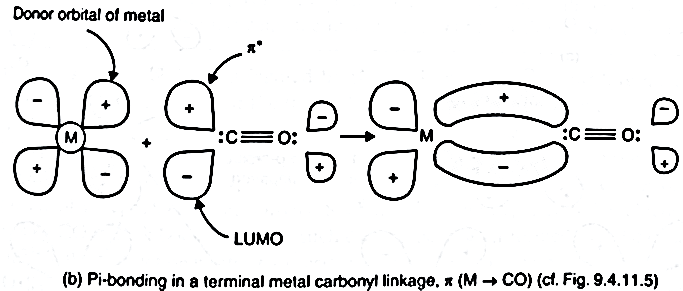 Donor orbital of metal
π*
- + + - - +
M + :C≡O: → M :C≡O:
+ - - + + - +
LUMO
(b) Pi-bonding in a terminal metal carbonyl linkage, π (M → CO) (cf. Fig. 9.4.11.5)